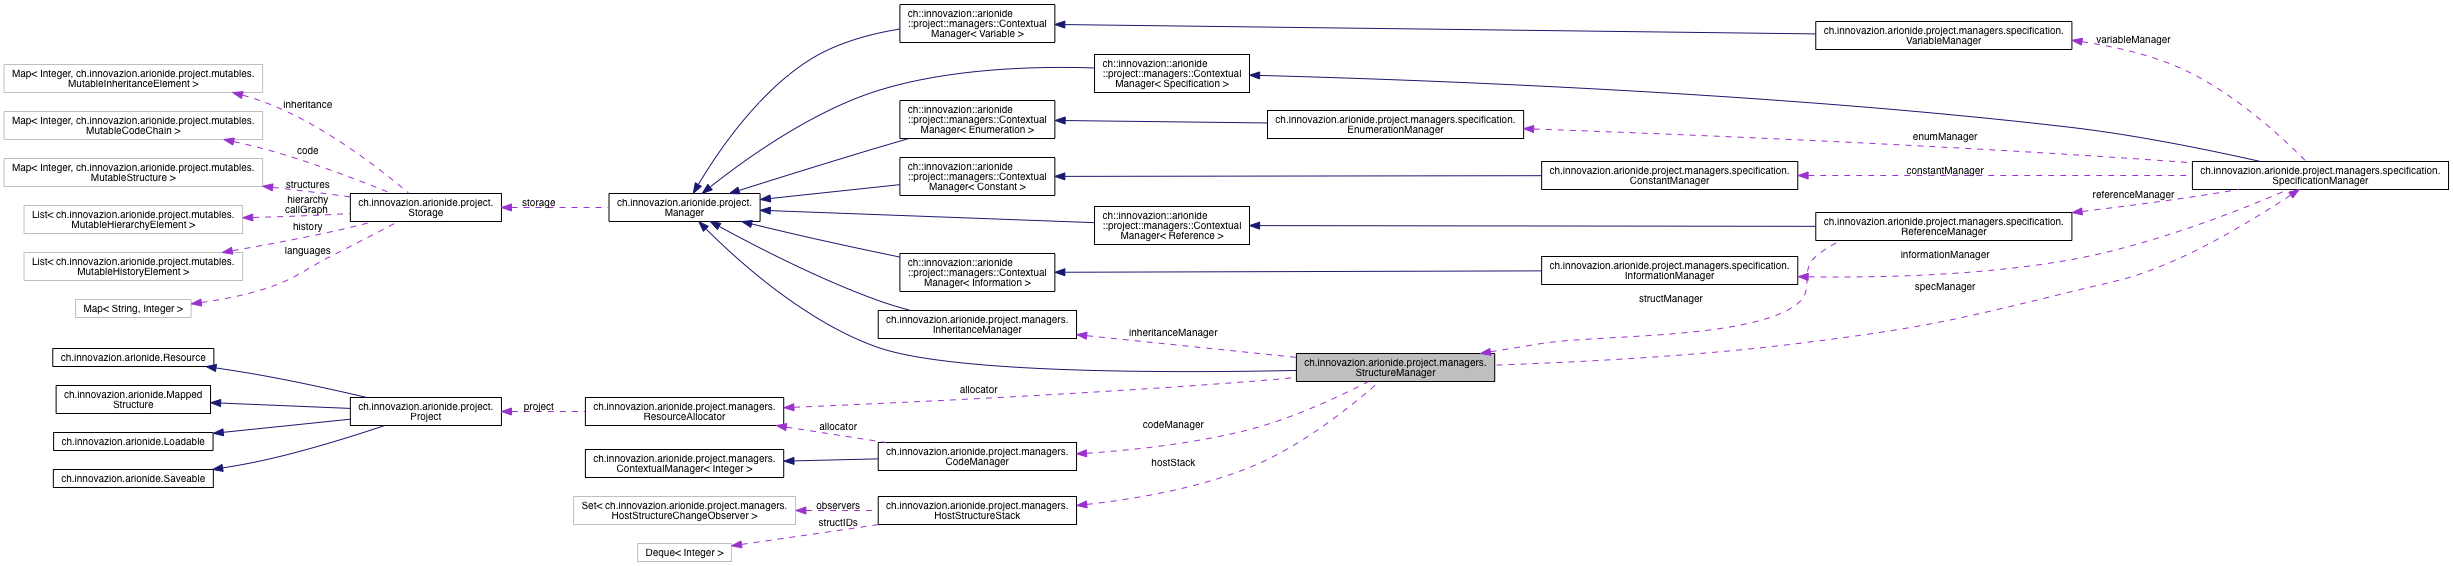 Map< Integer, ch.innovazion.arionide.project.mutables.
MutableInheritanceElement >
Map< Integer, ch.innovazion.arionide.project.mutables.
MutableCodeChain >
Map< Integer, ch.innovazion.arionide.project.mutables.
MutableStructure >
List< ch.innovazion.arionide.project.mutables.
MutableHierarchyElement >
List< ch.innovazion.arionide.project.mutables.
MutableHistoryElement >
Map< String, Integer >
inheritance
code
structures
hierarchy
callGraph
history
languages
ch.innovazion.arionide.project.
Storage
storage
ch.innovazion.arionide.project.
Manager
ch::innovazion::arionide
::project::managers::Contextual
Manager< Variable >
ch::innovazion::arionide
::project::managers::Contextual
Manager< Specification >
ch::innovazion::arionide
::project::managers::Contextual
Manager< Enumeration >
ch::innovazion::arionide
::project::managers::Contextual
Manager< Constant >
ch::innovazion::arionide
::project::managers::Contextual
Manager< Reference >
ch::innovazion::arionide
::project::managers::Contextual
Manager< Information >
ch.innovazion.arionide.project.managers.
InheritanceManager
ch.innovazion.arionide.project.managers.specification.
VariableManager
ch.innovazion.arionide.project.managers.specification.
EnumerationManager
ch.innovazion.arionide.project.managers.specification.
ConstantManager
ch.innovazion.arionide.project.managers.specification.
ReferenceManager
ch.innovazion.arionide.project.managers.specification.
InformationManager
variableManager
enumManager
constantManager
referenceManager
informationManager
specManager
structManager
inheritanceManager
ch.innovazion.arionide.project.managers.specification.
SpecificationManager
ch.innovazion.arionide.project.managers.
StructureManager
ch.innovazion.arionide.Resource
ch.innovazion.arionide.Mapped
Structure
ch.innovazion.arionide.Loadable
ch.innovazion.arionide.Saveable
ch.innovazion.arionide.project.
Project
project
ch.innovazion.arionide.project.managers.
ResourceAllocator
allocator
allocator
codeManager
hostStack
ch.innovazion.arionide.project.managers.
ContextualManager< Integer >
ch.innovazion.arionide.project.managers.
CodeManager
Set< ch.innovazion.arionide.project.managers.
HostStructureChangeObserver >
observers
structIDs
ch.innovazion.arionide.project.managers.
HostStructureStack
Deque< Integer >